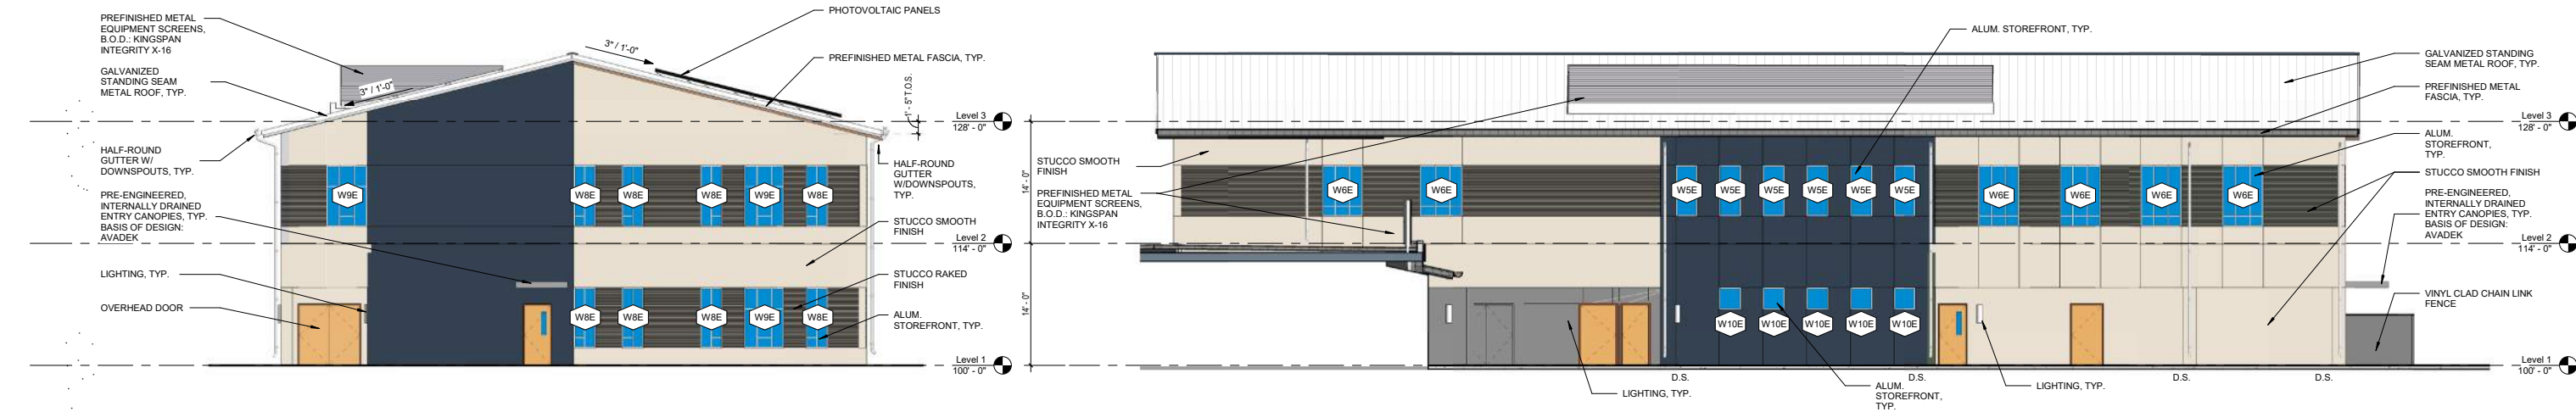 PREFINISHED METAL
EQUIPMENT SCREENS,
B.O.D.: KINGSPAN
INTEGRITY X-16
GALVANIZED
STANDING SEAM
METAL ROOF, TYP.
HALF-ROUND
GUTTER W/
DOWNSPOUTS, TYP.
PRE-ENGINEERED,
INTERNALLY DRAINED
ENTRY CANOPIES, TYP.
BASIS OF DESIGN:
AVADEK
LIGHTING, TYP.
OVERHEAD DOOR
3" / 1'-0"
3" / 1'-0"
PHOTOVOLTAIC PANELS
PREFINISHED METAL FASCIA, TYP.
1' - 5" T.O.S.
W9E
W8E
W8E
W8E
W9E
W8E
W8E
W8E
W8E
W9E
W8E
HALF-ROUND
GUTTER
W/DOWNSPOUTS,
TYP.
STUCCO SMOOTH
FINISH
STUCCO RAKED
FINISH
ALUM.
STOREFRONT, TYP.
Level 3
128' - 0"
Level 2
114' - 0"
Level 1
100' - 0"
14' - 0"
14' - 0"
STUCCO SMOOTH
FINISH
PREFINISHED METAL
EQUIPMENT SCREENS,
B.O.D.: KINGSPAN
INTEGRITY X-16
ALUM. STOREFRONT, TYP.
W6E
W6E
W5E
W5E
W5E
W5E
W5E
W5E
W6E
W6E
W6E
W6E
W10E
W10E
W10E
W10E
W10E
D.S.
D.S.
D.S.
D.S.
LIGHTING, TYP.
ALUM.
STOREFRONT,
TYP.
LIGHTING, TYP.
GALVANIZED STANDING
SEAM METAL ROOF, TYP.
PREFINISHED METAL
FASCIA, TYP.
Level 3
128' - 0"
ALUM.
STOREFRONT,
TYP.
STUCCO SMOOTH FINISH
PRE-ENGINEERED,
INTERNALLY DRAINED
ENTRY CANOPIES, TYP.
BASIS OF DESIGN:
AVADEK
Level 2
114' - 0"
VINYL CLAD CHAIN LINK
FENCE
Level 1
100' - 0"